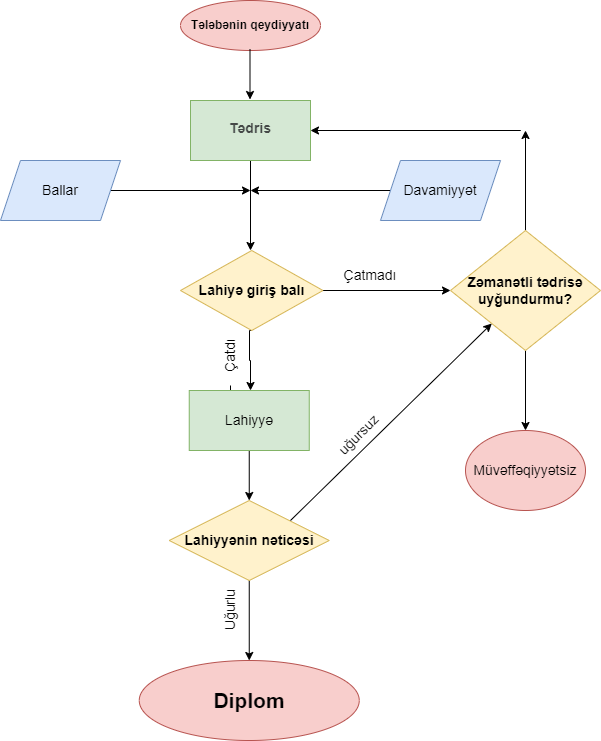 Tələbənin qeydiyyatı
Tədris
Ballar
Davamiyyət
Lahiyə giriş balı
Çatmadı
Zəmanətli tədrisə
uyğundurmu?
Çatdı
Lahiyyə
uğursuz
Müvəffəqiyyətsiz
Lahiyyənin nəticəsi
Uğurlu
Diplom